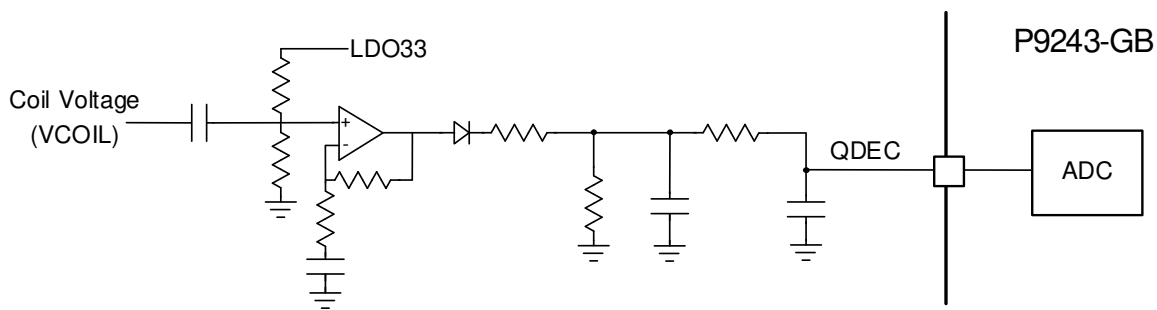 P9243-GB
LDO33
Coil Voltage
(VCOIL)
+
-
QDEC
ADC